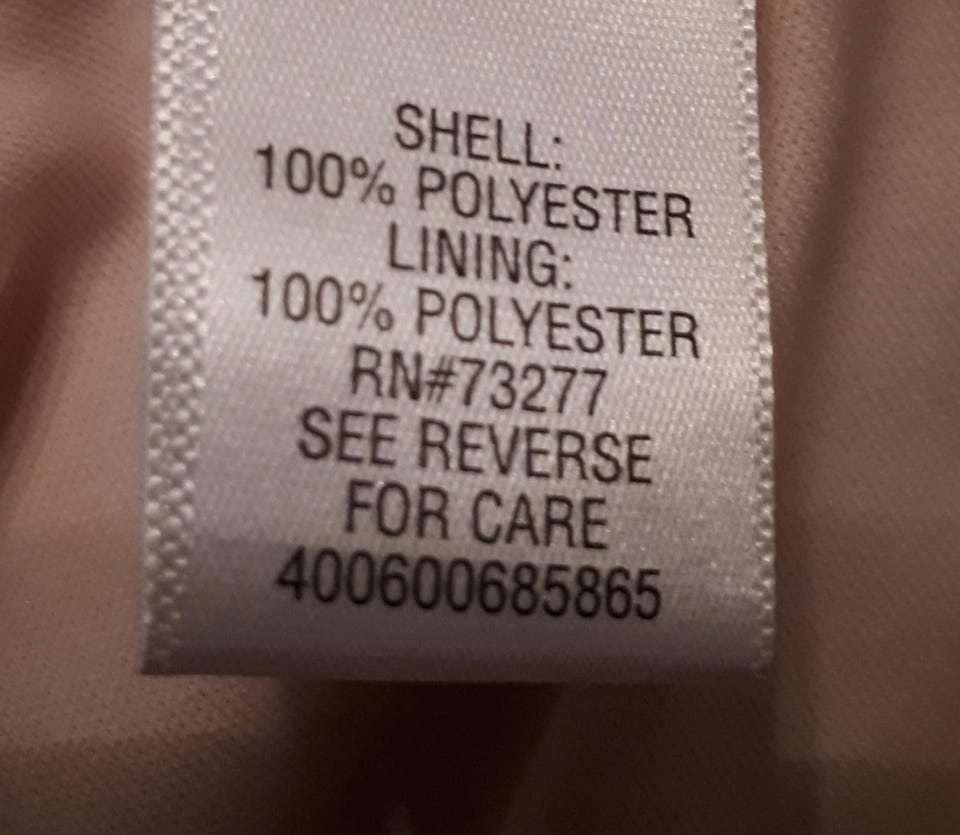 SHELL:
100% POLYESTER
LINING:
100% POLYESTER
RN#73277
SEE REVERSE
FOR CARE
400600685865